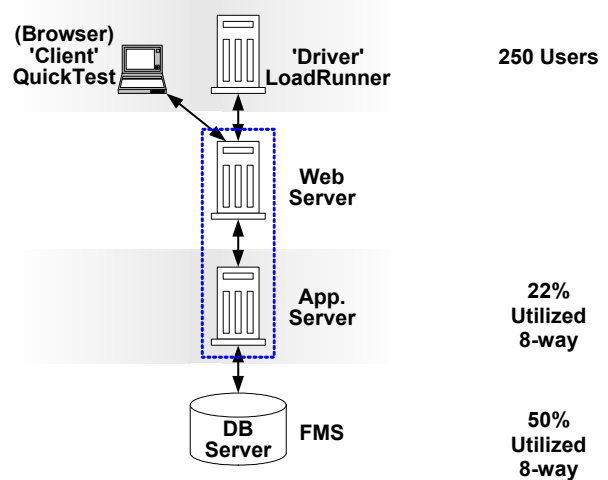 (Browser)
'Client'
QuickTest
'Driver'
LoadRunner
250 Users
Web
Server
App.
Server
22%
Utilized
8-way
DB
Server
FMS
50%
Utilized
8-way